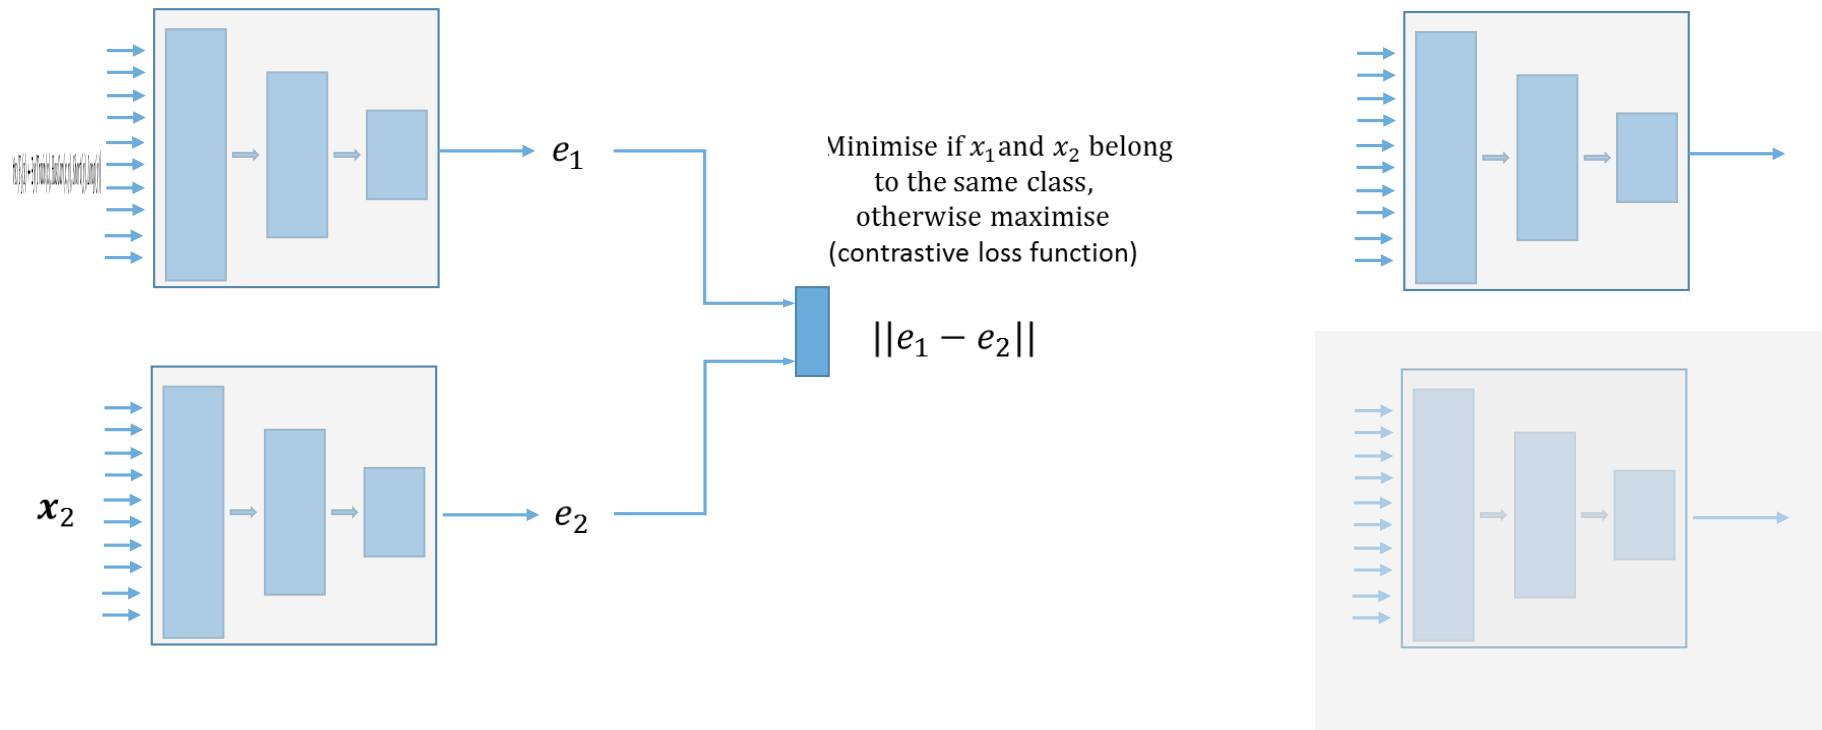 e₁
Minimise if x₁ and x₂ belong
to the same class,
otherwise maximise
(contrastive loss function)
||e₁ − e₂||
x₂
e₂